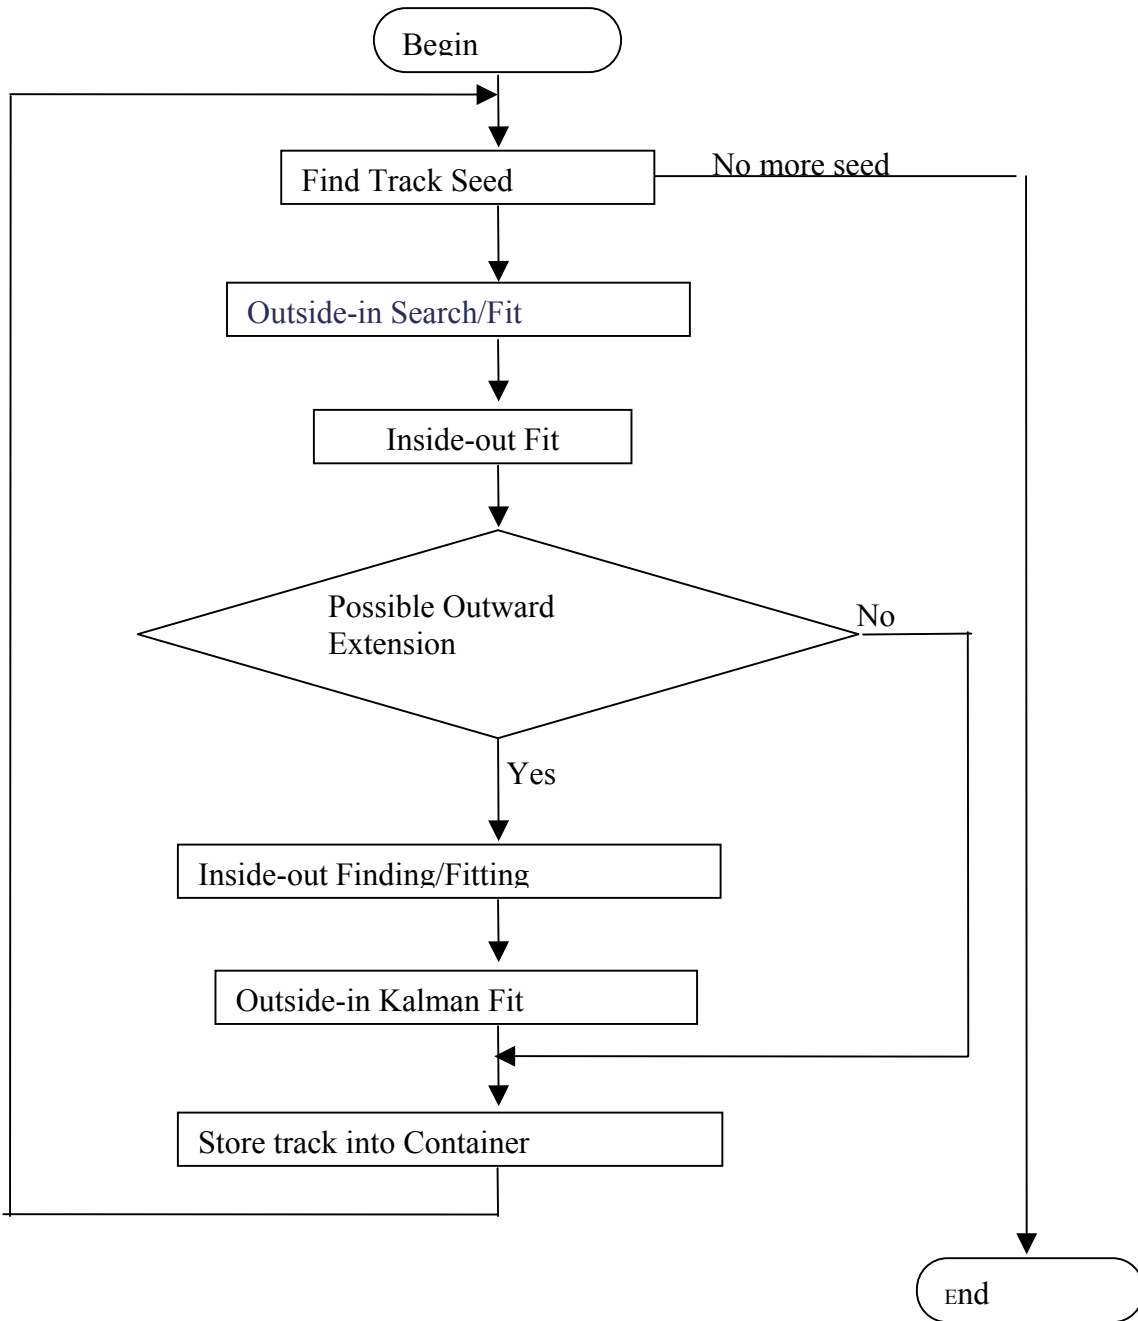 Begin
Find Track Seed
No more seed
Outside-in Search/Fit
Inside-out Fit
Possible Outward
Extension
No
Yes
Inside-out Finding/Fitting
Outside-in Kalman Fit
Store track into Container
End